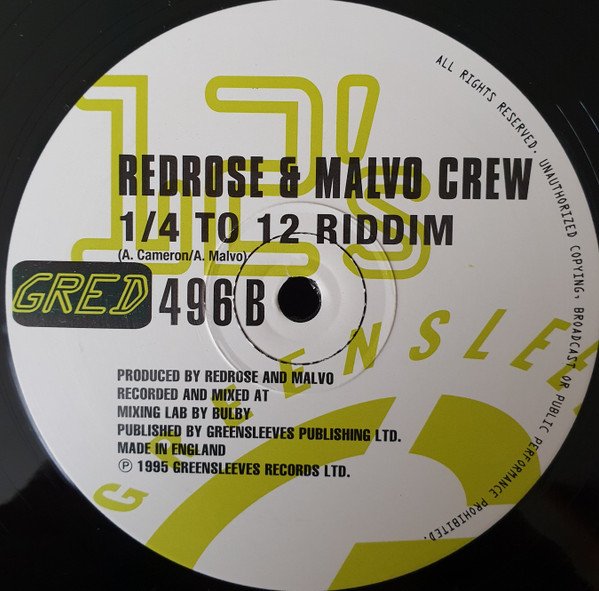 12's
REDROSE & MALVO CREW
1/4 TO 12 RIDDIM
(A. Cameron/A. Malvo)
GRED 496 B
PRODUCED BY REDROSE AND MALVO
RECORDED AND MIXED AT
MIXING LAB BY BULBY
PUBLISHED BY GREENSLEEVES PUBLISHING LTD.
MADE IN ENGLAND
Ⓟ 1995 GREENSLEEVES RECORDS LTD.
GREENSLEE
ALL RIGHTS RESERVED. UNAUTHORIZED COPYING, BROADCAST OR PUBLIC PERFORMANCE PROHIBITED.